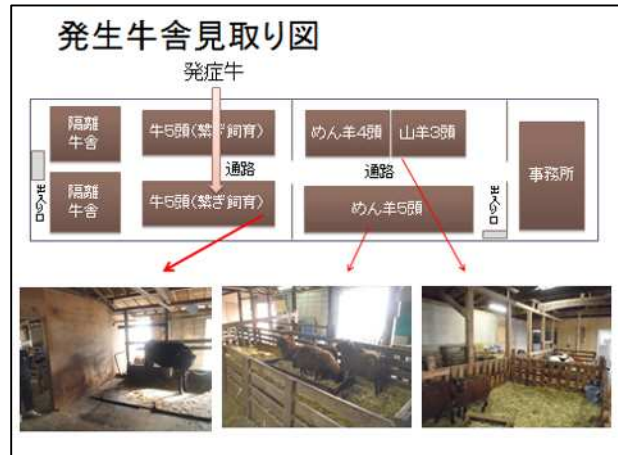 発生牛舎見取り図
発症牛
隔離
牛舎
牛5頭(繋ぎ飼育)
めん羊4頭
山羊3頭
事務所
通路
通路
出入り口
隔離
牛舎
牛5頭(繋ぎ飼育)
めん羊5頭
出入り口